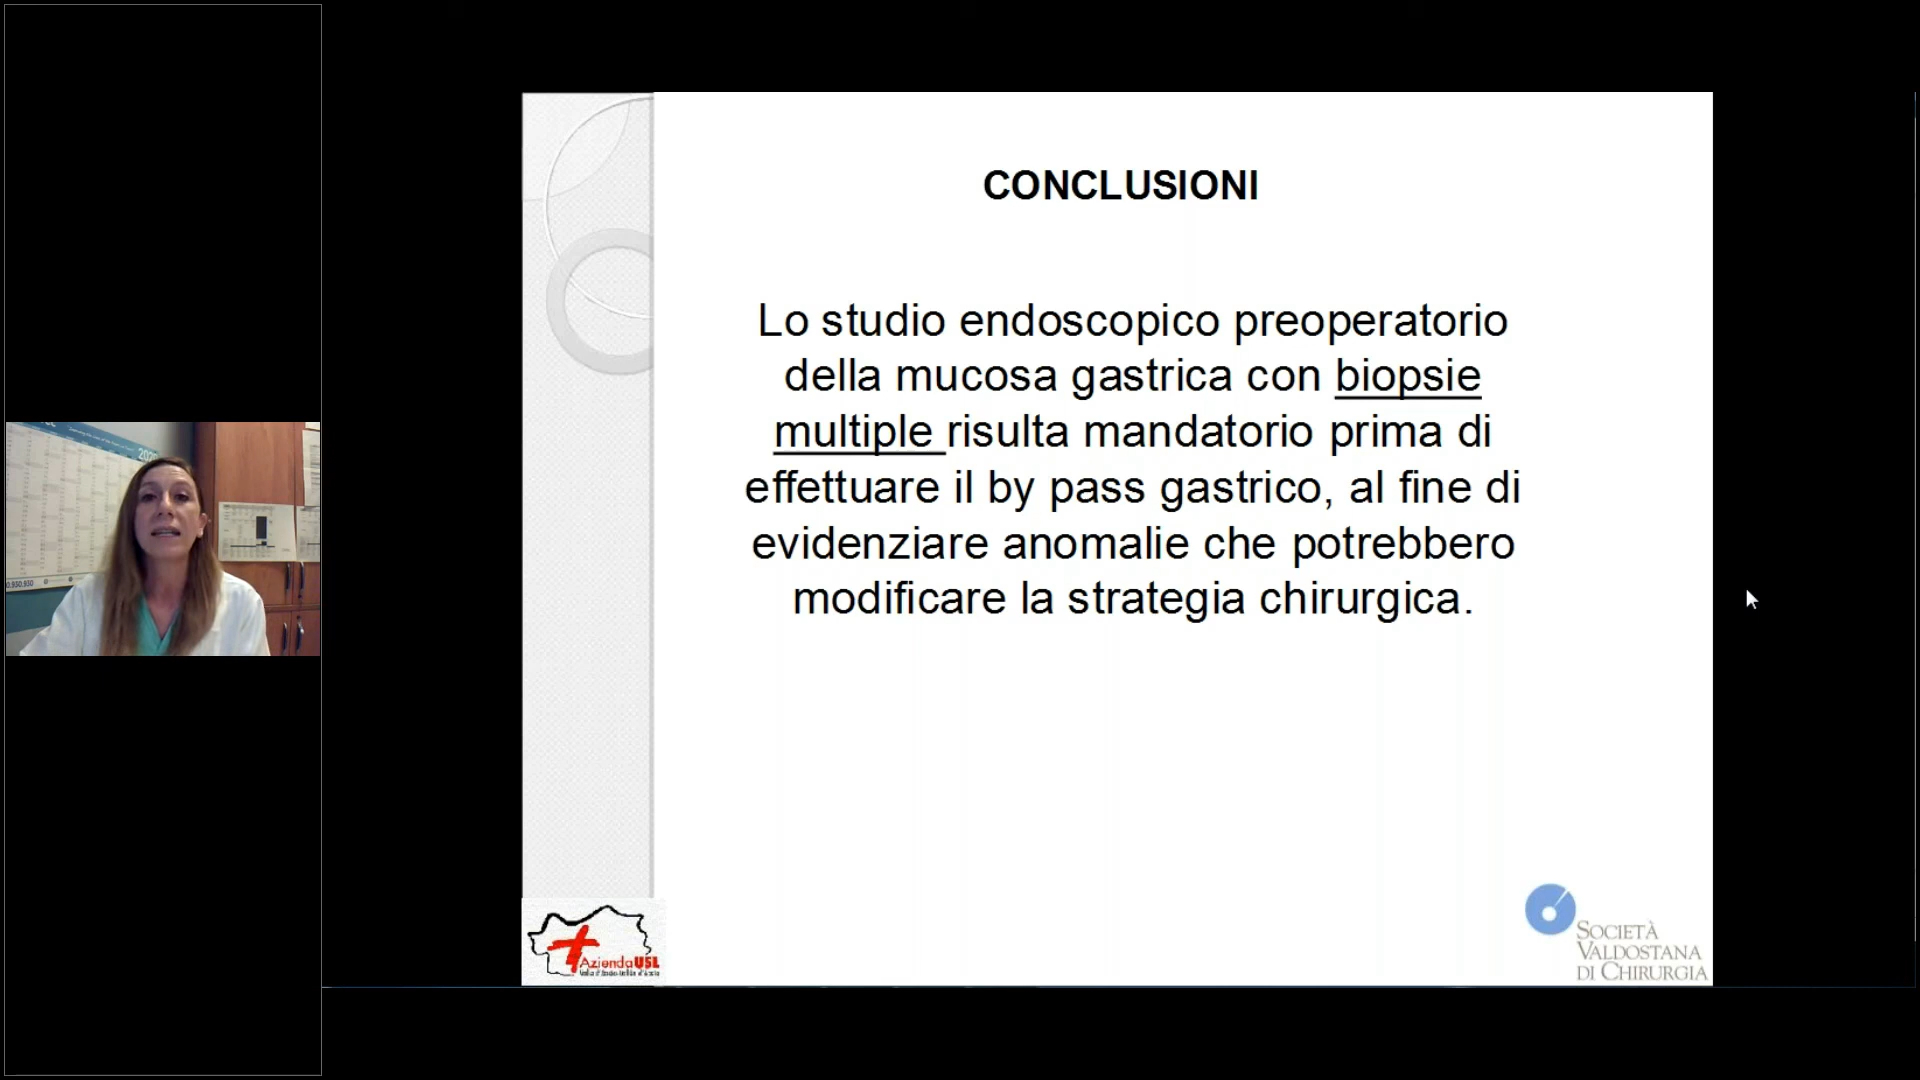 CONCLUSIONI
Lo studio endoscopico preoperatorio
della mucosa gastrica con biopsie
multiple risulta mandatorio prima di
effettuare il by pass gastrico, al fine di
evidenziare anomalie che potrebbero
modificare la strategia chirurgica.
AziendaUSL
SOCIETÀ
VALDOSTANA
DI CHIRURGIA